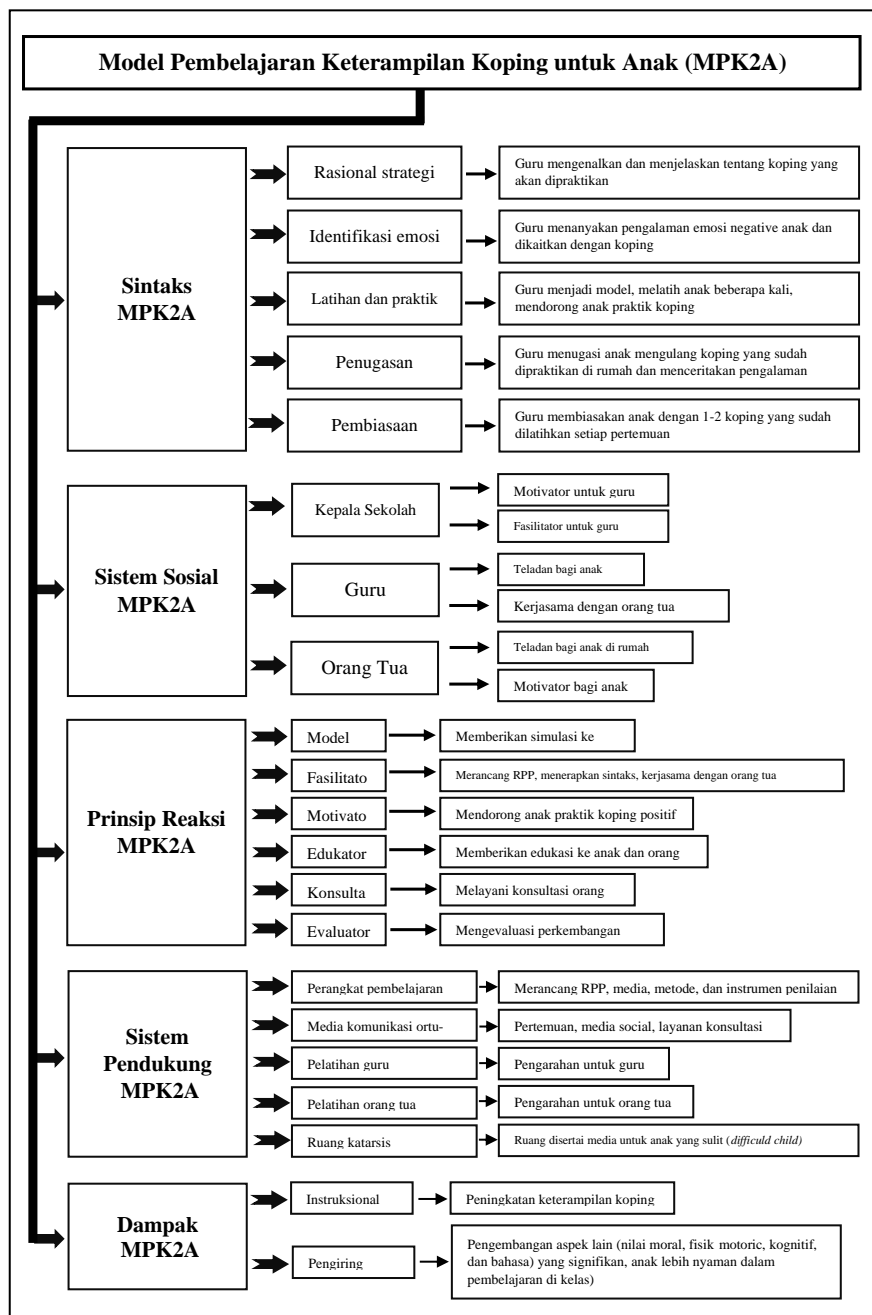 Model Pembelajaran Keterampilan Koping untuk Anak (MPK2A)
Sintaks
MPK2A
Rasional strategi
Guru mengenalkan dan menjelaskan tentang koping yang
akan dipraktikan
Identifikasi emosi
Guru menanyakan pengalaman emosi negative anak dan
dikaitkan dengan koping
Latihan dan praktik
Guru menjadi model, melatih anak beberapa kali,
mendorong anak praktik koping
Penugasan
Guru menugasi anak mengulang koping yang sudah
dipraktikan di rumah dan menceritakan pengalaman
Pembiasaan
Guru membiasakan anak dengan 1-2 koping yang sudah
dilatihkan setiap pertemuan
Sistem Sosial
MPK2A
Kepala Sekolah
Motivator untuk guru
Fasilitator untuk guru
Guru
Teladan bagi anak
Kerjasama dengan orang tua
Orang Tua
Teladan bagi anak di rumah
Motivator bagi anak
Prinsip Reaksi
MPK2A
Model
Memberikan simulasi ke
Fasilitato
Merancang RPP, menerapkan sintaks, kerjasama dengan orang tua
Motivato
Mendorong anak praktik koping positif
Edukator
Memberikan edukasi ke anak dan orang
Konsulta
Melayani konsultasi orang
Evaluator
Mengevaluasi perkembangan
Sistem
Pendukung
MPK2A
Perangkat pembelajaran
Merancang RPP, media, metode, dan instrumen penilaian
Media komunikasi ortu-
Pertemuan, media social, layanan konsultasi
Pelatihan guru
Pengarahan untuk guru
Pelatihan orang tua
Pengarahan untuk orang tua
Ruang katarsis
Ruang disertai media untuk anak yang sulit (difficuld child)
Dampak
MPK2A
Instruksional
Peningkatan keterampilan koping
Pengiring
Pengembangan aspek lain (nilai moral, fisik motoric, kognitif,
dan bahasa) yang signifikan, anak lebih nyaman dalam
pembelajaran di kelas)